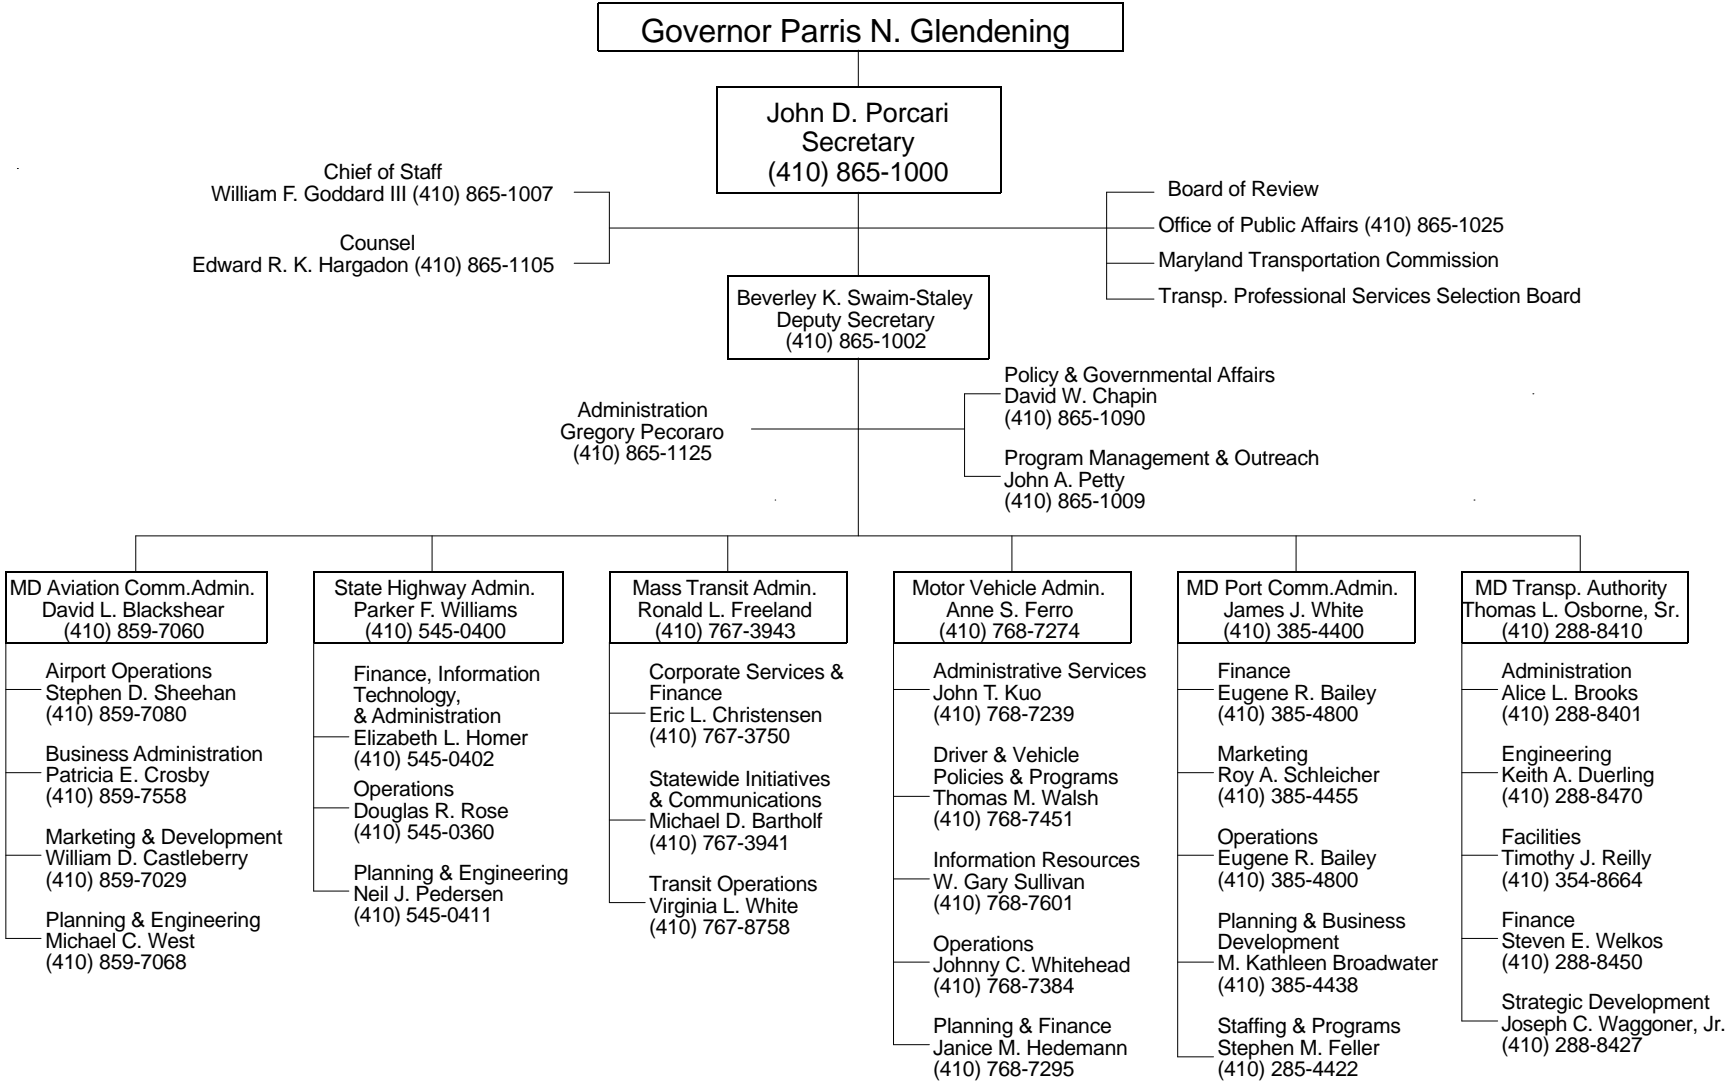 Governor Parris N. Glendening
John D. Porcari
Secretary
(410) 865-1000
Chief of Staff
William F. Goddard III (410) 865-1007
Counsel
Edward R. K. Hargadon (410) 865-1105
Board of Review
Office of Public Affairs (410) 865-1025
Maryland Transportation Commission
Transp. Professional Services Selection Board
Beverley K. Swaim-Staley
Deputy Secretary
(410) 865-1002
Administration
Gregory Pecoraro
(410) 865-1125
Policy & Governmental Affairs
David W. Chapin
(410) 865-1090
Program Management & Outreach
John A. Petty
(410) 865-1009
MD Aviation Comm.Admin.
David L. Blackshear
(410) 859-7060
Airport Operations
Stephen D. Sheehan
(410) 859-7080
Business Administration
Patricia E. Crosby
(410) 859-7558
Marketing & Development
William D. Castleberry
(410) 859-7029
Planning & Engineering
Michael C. West
(410) 859-7068
State Highway Admin.
Parker F. Williams
(410) 545-0400
Finance, Information
Technology,
& Administration
Elizabeth L. Homer
(410) 545-0402
Operations
Douglas R. Rose
(410) 545-0360
Planning & Engineering
Neil J. Pedersen
(410) 545-0411
Mass Transit Admin.
Ronald L. Freeland
(410) 767-3943
Corporate Services &
Finance
Eric L. Christensen
(410) 767-3750
Statewide Initiatives
& Communications
Michael D. Bartholf
(410) 767-3941
Transit Operations
Virginia L. White
(410) 767-8758
Motor Vehicle Admin.
Anne S. Ferro
(410) 768-7274
Administrative Services
John T. Kuo
(410) 768-7239
Driver & Vehicle
Policies & Programs
Thomas M. Walsh
(410) 768-7451
Information Resources
W. Gary Sullivan
(410) 768-7601
Operations
Johnny C. Whitehead
(410) 768-7384
Planning & Finance
Janice M. Hedemann
(410) 768-7295
MD Port Comm.Admin.
James J. White
(410) 385-4400
Finance
Eugene R. Bailey
(410) 385-4800
Marketing
Roy A. Schleicher
(410) 385-4455
Operations
Eugene R. Bailey
(410) 385-4800
Planning & Business
Development
M. Kathleen Broadwater
(410) 385-4438
Staffing & Programs
Stephen M. Feller
(410) 285-4422
MD Transp. Authority
Thomas L. Osborne, Sr.
(410) 288-8410
Administration
Alice L. Brooks
(410) 288-8401
Engineering
Keith A. Duerling
(410) 288-8470
Facilities
Timothy J. Reilly
(410) 354-8664
Finance
Steven E. Welkos
(410) 288-8450
Strategic Development
Joseph C. Waggoner, Jr.
(410) 288-8427